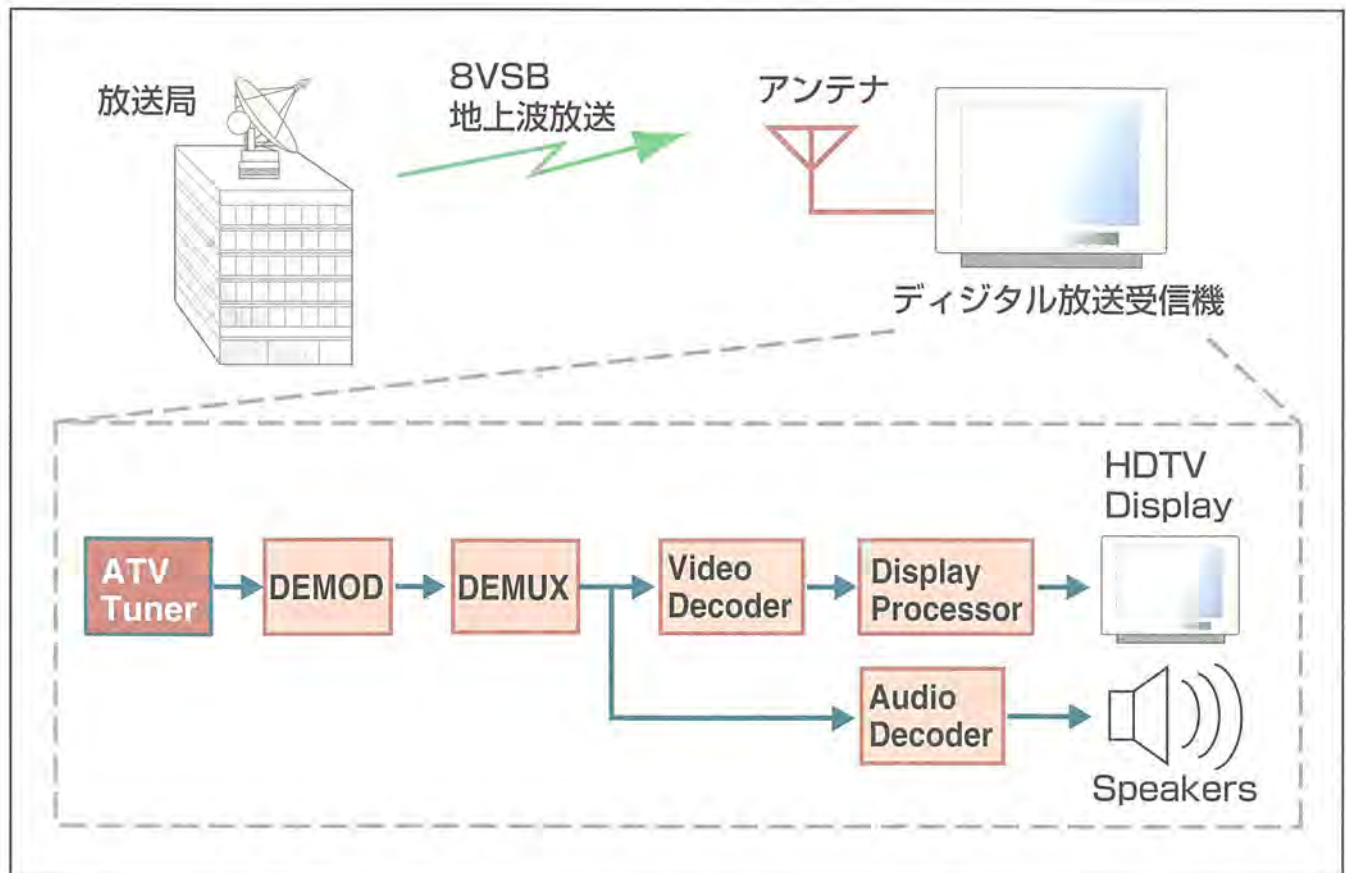 放送局
8VSB
地上波放送
アンテナ
ディジタル放送受信機
HDTV
Display
ATV
Tuner
DEMOD
DEMUX
Video
Decoder
Display
Processor
Audio
Decoder
Speakers